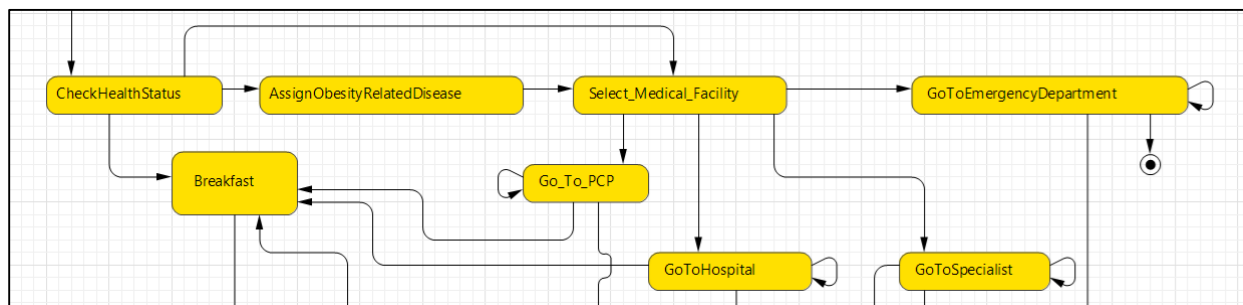 CheckHealthStatus
AssignObesityRelatedDisease
Select_Medical_Facility
GoToEmergencyDepartment
Breakfast
Go_To_PCP
GoToHospital
GoToSpecialist